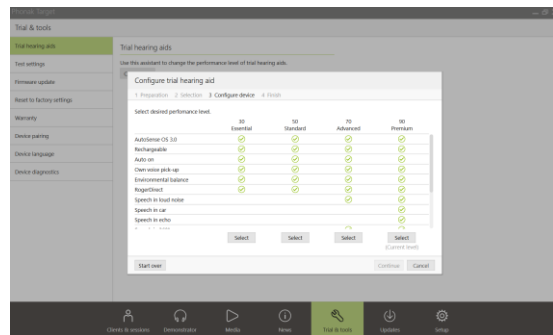 Phonak Target
Trial & tools
Trial hearing aids
Test settings
Firmware update
Reset to factory settings
Warranty
Device pairing
Device language
Device diagnostics
Trial hearing aids
Use this assistant to change the performance level of trial hearing aids.
Configure trial hearing aid
1 Preparation 2 Selection 3 Configure device 4 Finish
Select desired perfomance level.
30 50 70 90
Essential Standard Advanced Premium
AutoSense OS 3.0
Rechargeable
Auto on
Own voice pick-up
Environmental balance
RogerDirect
Speech in loud noise
Speech in car
Speech in echo
Select Select Select Select
(Current level)
Start over Continue Cancel
Clients & sessions Demonstrator Media News Trial & tools Updates Setup